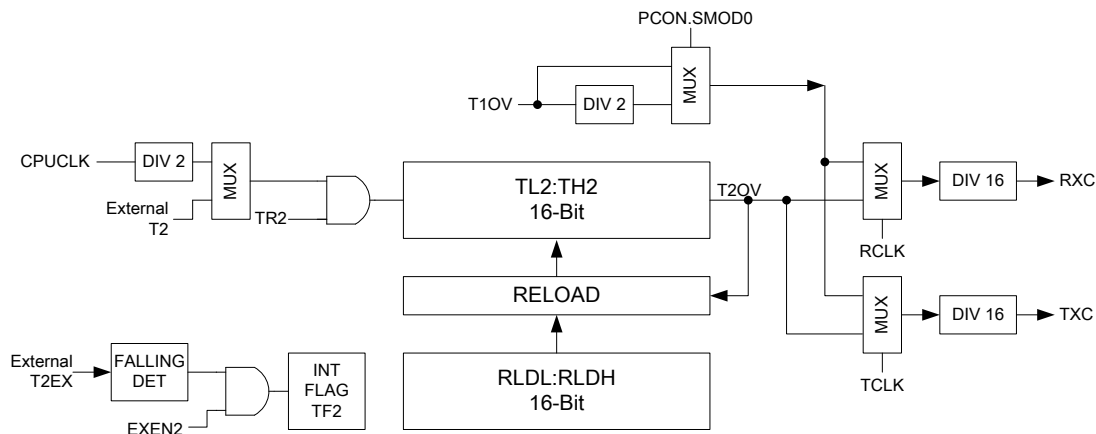 PCON.SMOD0
T1OV
DIV 2
MUX
CPUCLK
DIV 2
MUX
External
T2
TR2
TL2:TH2
16-Bit
T2OV
MUX
DIV 16
RXC
RCLK
RELOAD
MUX
DIV 16
TXC
TCLK
External
T2EX
FALLING
DET
EXEN2
INT
FLAG
TF2
RLDL:RLDH
16-Bit